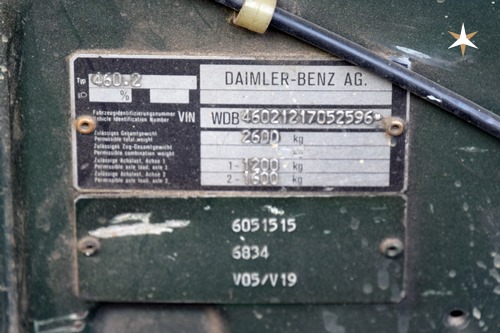 Typ 460.2
DAIMLER-BENZ AG.
%
Fahrzeugidentifizierungsnummer
Vehicle Identification Number VIN WDB46021217052596*
Zulässiges Gesamtgewicht
Permissible total weight 2600 kg
Zulässiges Zug-Gesamtgewicht
Permissible combination weight kg
Zulässige Achslast, Achse 1
Permissible axle load, axle 1 1-1200 kg
Zulässige Achslast, Achse 2
Permissible axle load, axle 2 2-1600 kg
6051515
6834
V05/V19